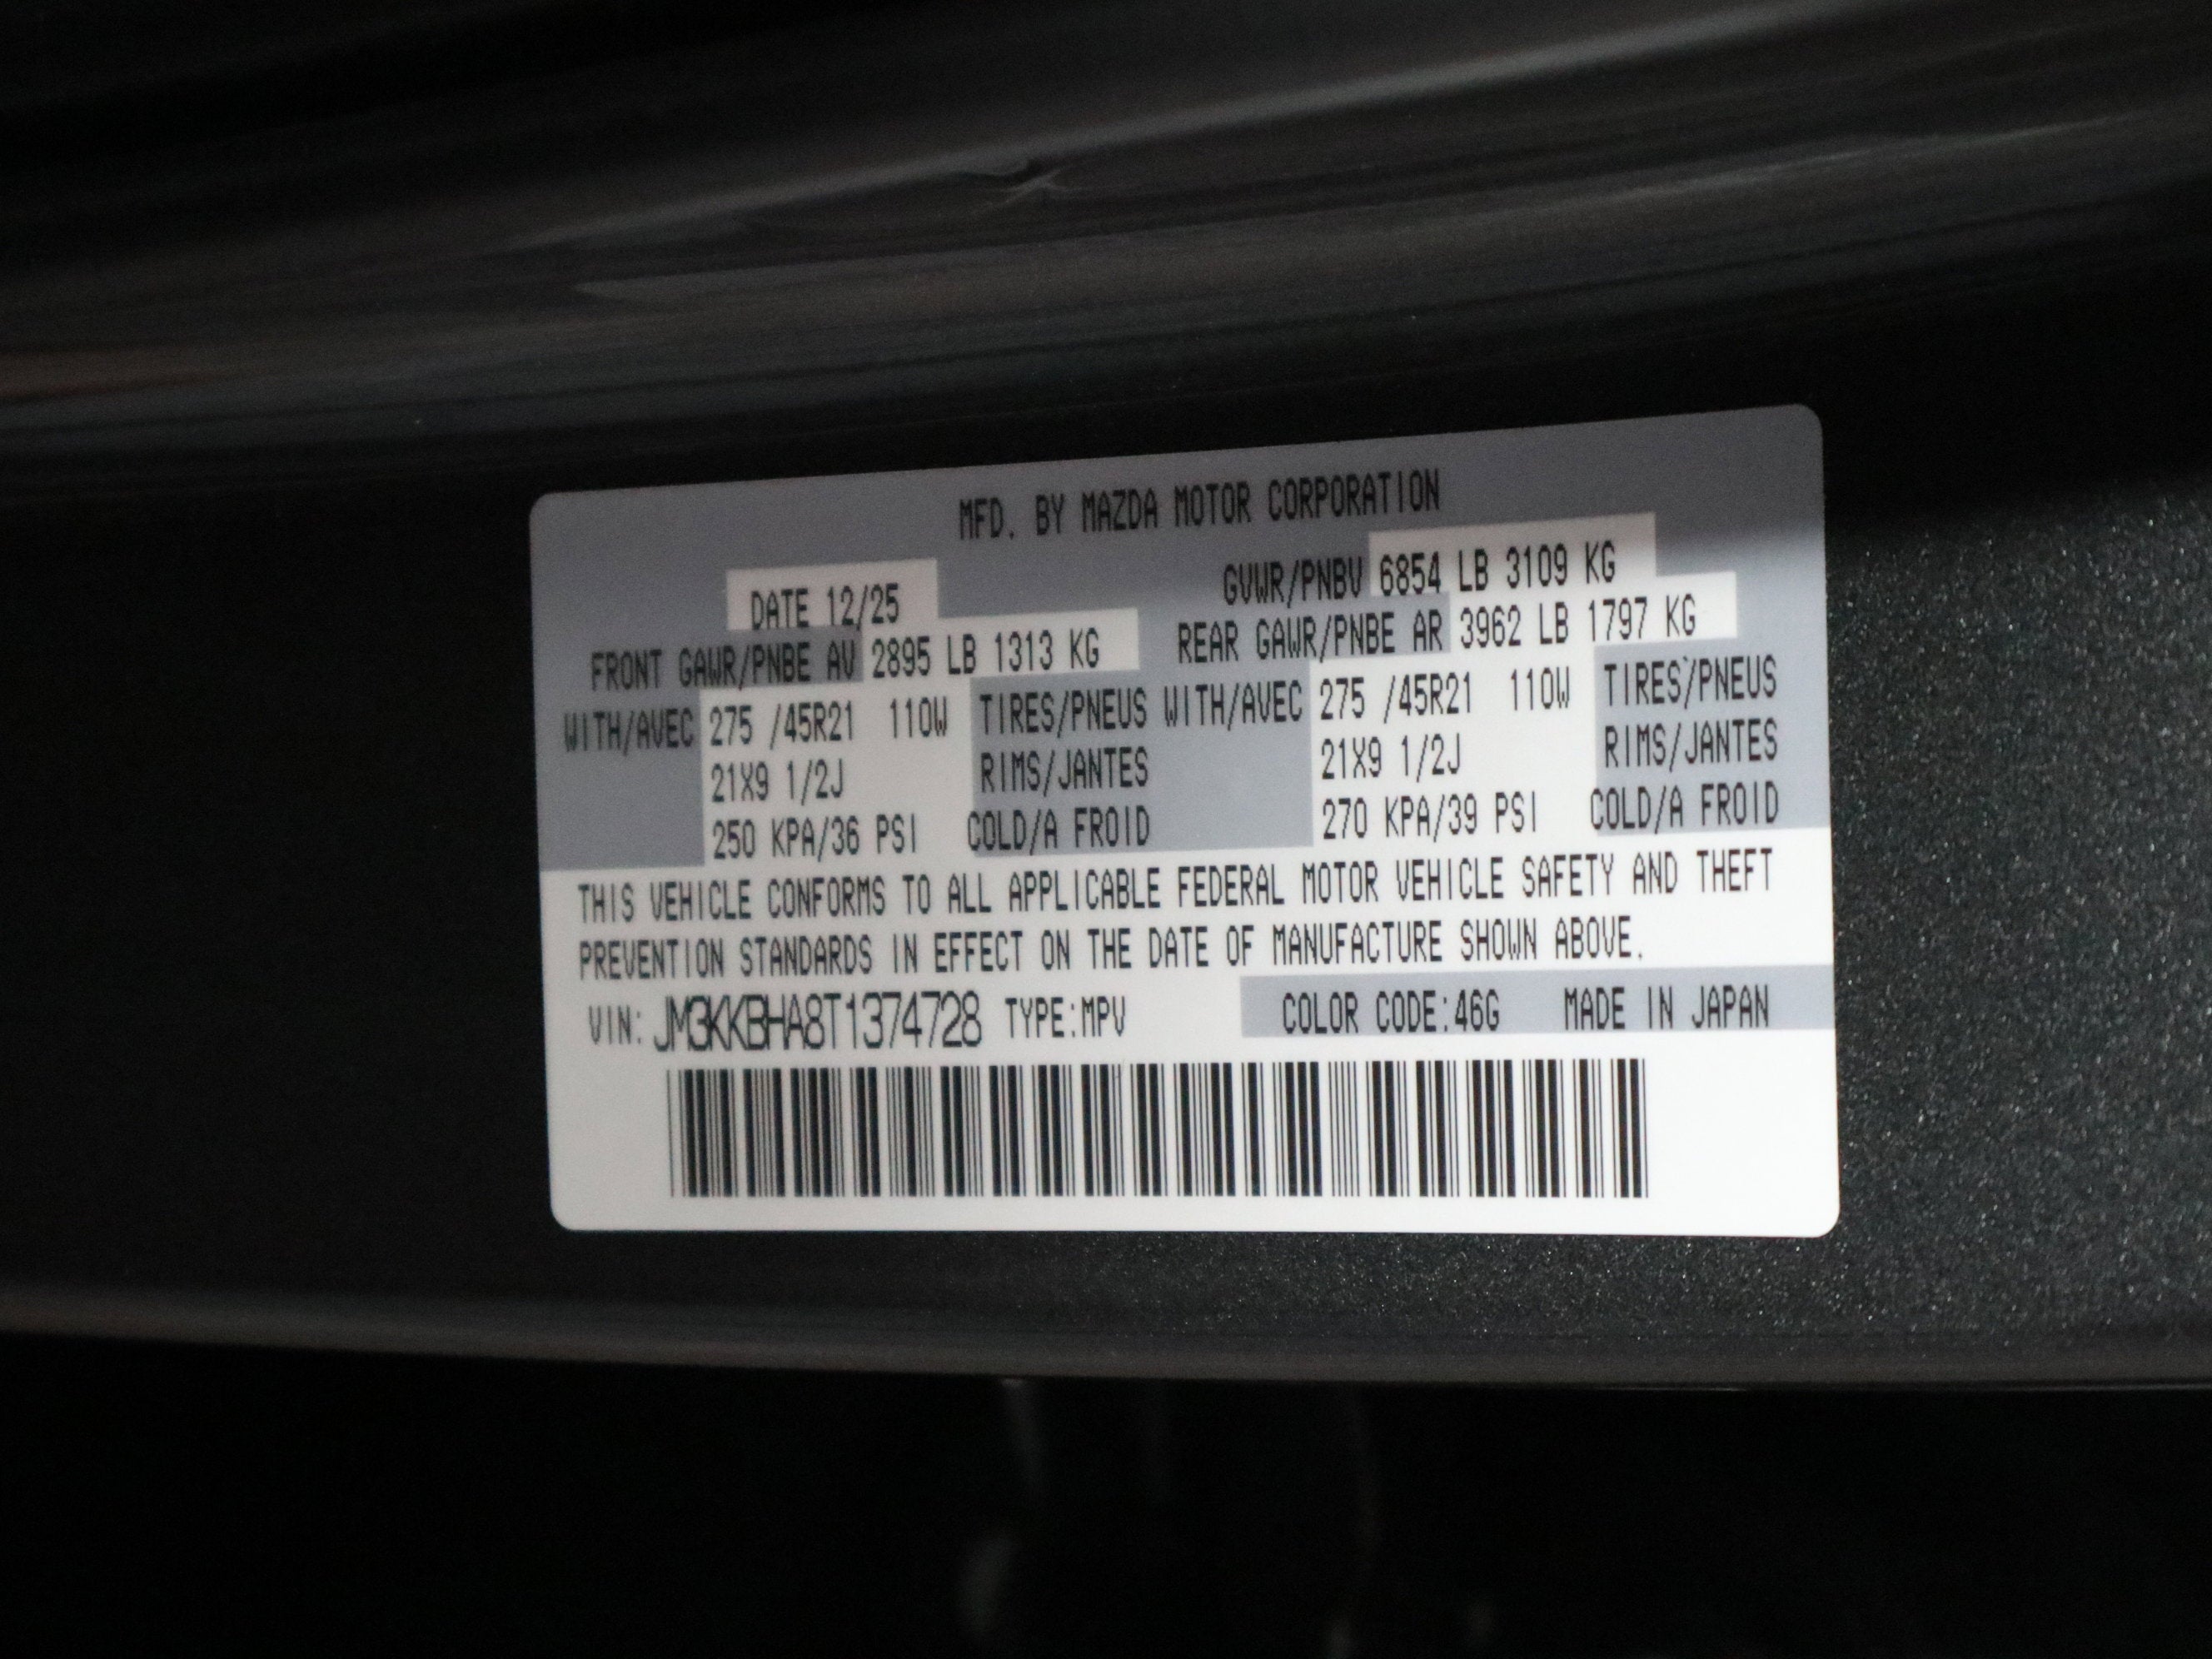 MFD. BY MAZDA MOTOR CORPORATION
DATE 12/25 GVWR/PNBV 6854 LB 3109 KG
FRONT GAWR/PNBE AV 2895 LB 1313 KG REAR GAWR/PNBE AR 3962 LB 1797 KG
WITH/AVEC 275 /45R21 110W TIRES/PNEUS WITH/AVEC 275 /45R21 110W TIRES/PNEUS
21X9 1/2J RIMS/JANTES 21X9 1/2J RIMS/JANTES
250 KPA/36 PSI COLD/A FROID 270 KPA/39 PSI COLD/A FROID
THIS VEHICLE CONFORMS TO ALL APPLICABLE FEDERAL MOTOR VEHICLE SAFETY AND THEFT
PREVENTION STANDARDS IN EFFECT ON THE DATE OF MANUFACTURE SHOWN ABOVE.
VIN: JM3KKBHA8T1374728 TYPE:MPV COLOR CODE:46G MADE IN JAPAN